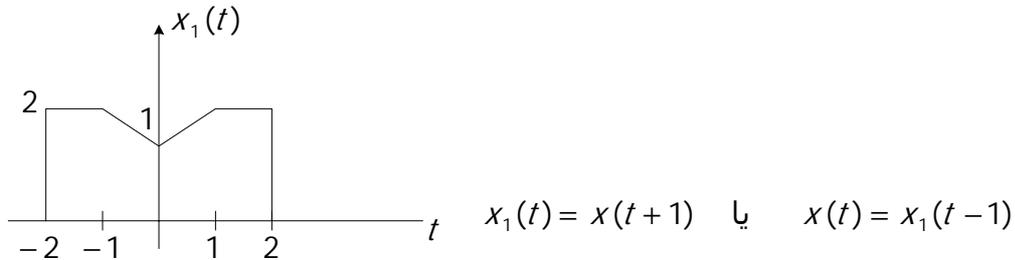 x₁(t)
2
1
−2 −1 1 2 t
x₁(t) = x(t + 1) یا x(t) = x₁(t − 1)